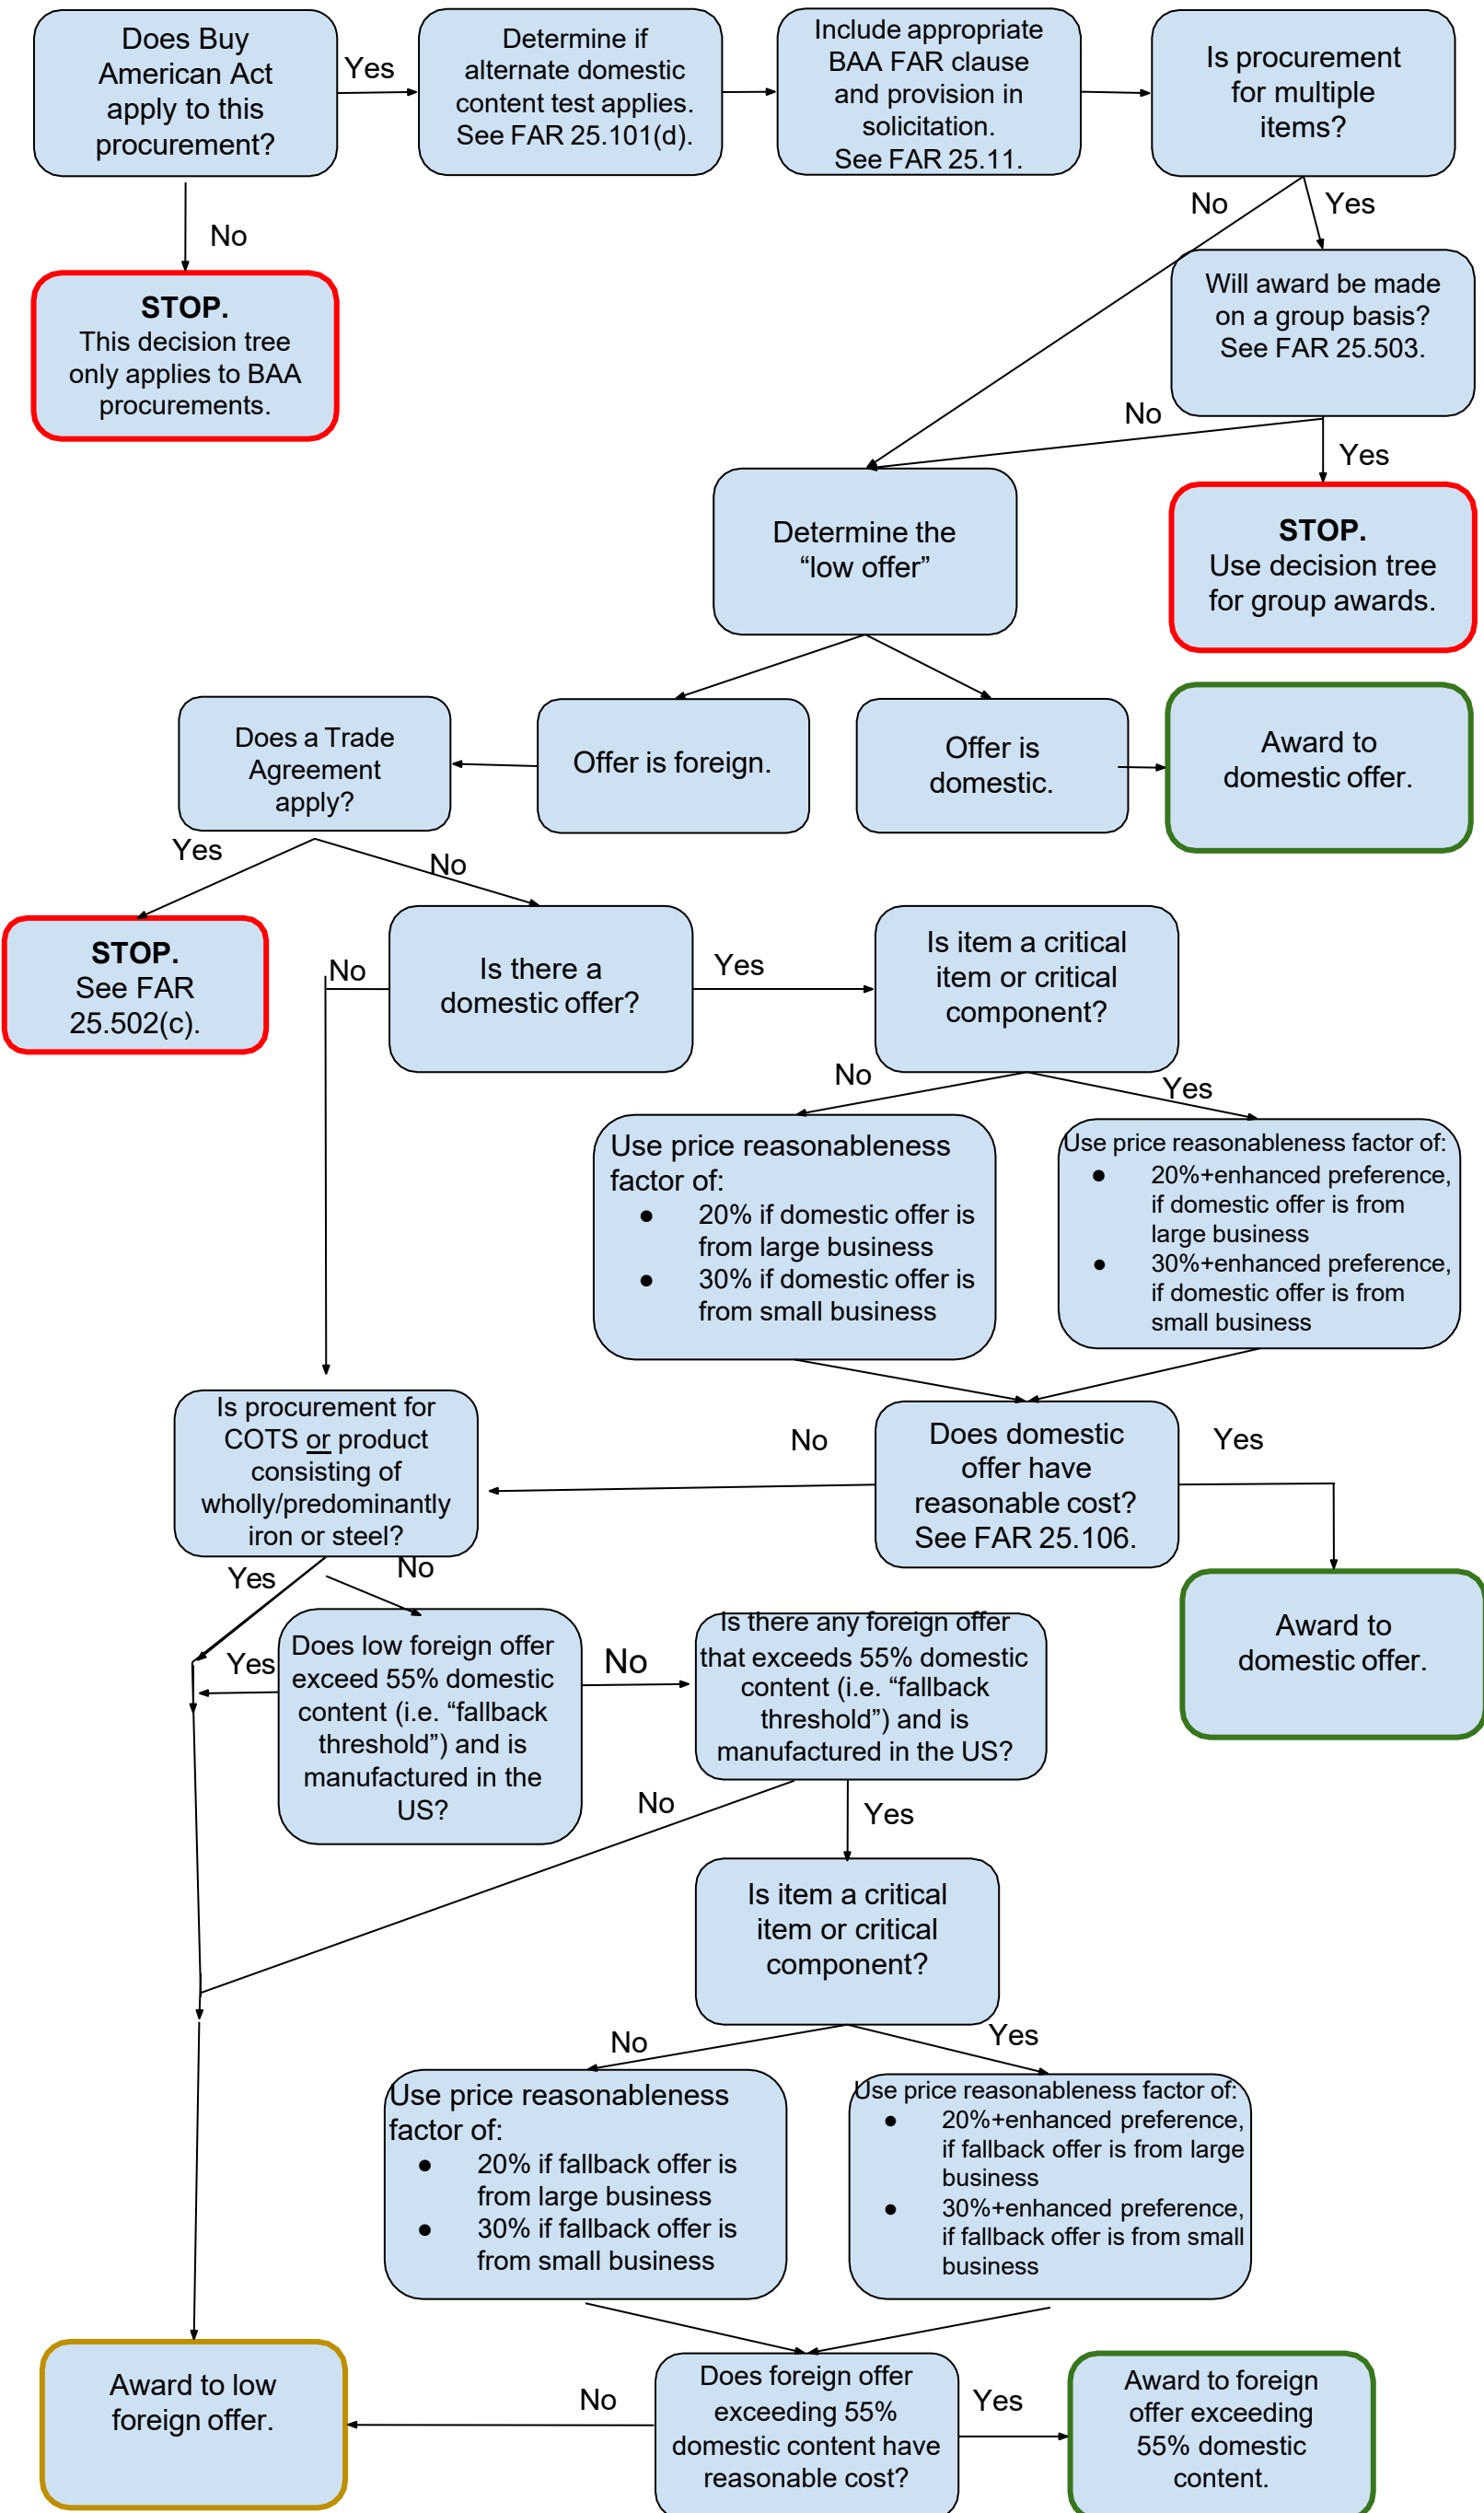 Does Buy
American Act
apply to this
procurement?
Yes
Determine if
alternate domestic
content test applies.
See FAR 25.101(d).
Include appropriate
BAA FAR clause
and provision in
solicitation.
See FAR 25.11.
Is procurement
for multiple
items?
No
Yes
No
STOP.
This decision tree
only applies to BAA
procurements.
Will award be made
on a group basis?
See FAR 25.503.
No
Yes
Determine the
“low offer”
STOP.
Use decision tree
for group awards.
Does a Trade
Agreement
apply?
Offer is foreign.
Offer is
domestic.
Award to
domestic offer.
Yes
No
STOP.
See FAR
25.502(c).
No
Is there a
domestic offer?
Yes
Is item a critical
item or critical
component?
No
Yes
Use price reasonableness
factor of:
● 20% if domestic offer is
from large business
● 30% if domestic offer is
from small business
Use price reasonableness factor of:
● 20%+enhanced preference,
if domestic offer is from
large business
● 30%+enhanced preference,
if domestic offer is from
small business
Is procurement for
COTS or product
consisting of
wholly/predominantly
iron or steel?
No
Does domestic
offer have
reasonable cost?
See FAR 25.106.
Yes
Award to
domestic offer.
Yes
No
Yes
Does low foreign offer
exceed 55% domestic
content (i.e. “fallback
threshold”) and is
manufactured in the
US?
No
Is there any foreign offer
that exceeds 55% domestic
content (i.e. “fallback
threshold”) and is
manufactured in the US?
No
Yes
Is item a critical
item or critical
component?
No
Yes
Use price reasonableness
factor of:
● 20% if fallback offer is
from large business
● 30% if fallback offer is
from small business
Use price reasonableness factor of:
● 20%+enhanced preference,
if fallback offer is from large
business
● 30%+enhanced preference,
if fallback offer is from small
business
Award to low
foreign offer.
No
Does foreign offer
exceeding 55%
domestic content have
reasonable cost?
Yes
Award to foreign
offer exceeding
55% domestic
content.